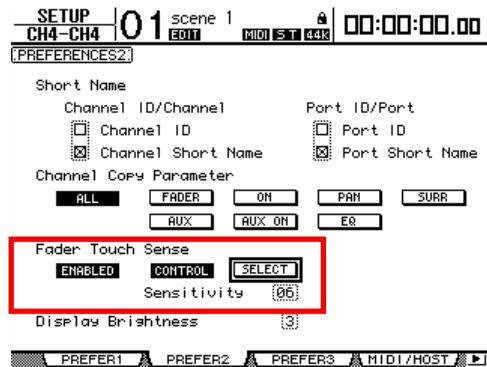 SETUP
CH4-CH4
01 scene 1
EDIT
MIDI ST 44K
00:00:00.00
PREFERENCES2
Short Name
Channel ID/Channel Port ID/Port
Channel ID Port ID
Channel Short Name Port Short Name
Channel Copy Parameter
ALL FADER ON PAN SURR
AUX AUX ON EQ
Fader Touch Sense
ENABLED CONTROL SELECT
Sensitivity 06
Display Brightness 3
PREFER1 PREFER2 PREFER3 MIDI/HOST